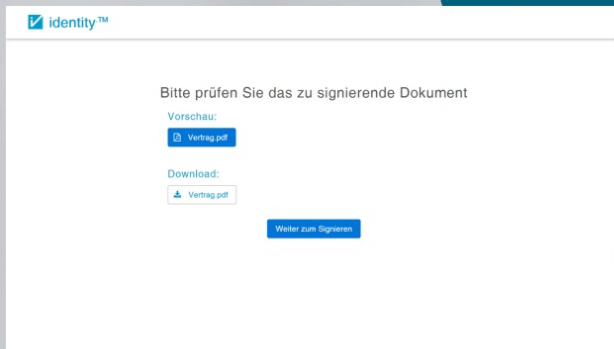 identity™
Bitte prüfen Sie das zu signierende Dokument
Vorschau:
Vertrag.pdf
Download:
Vertrag.pdf
Weiter zum Signieren